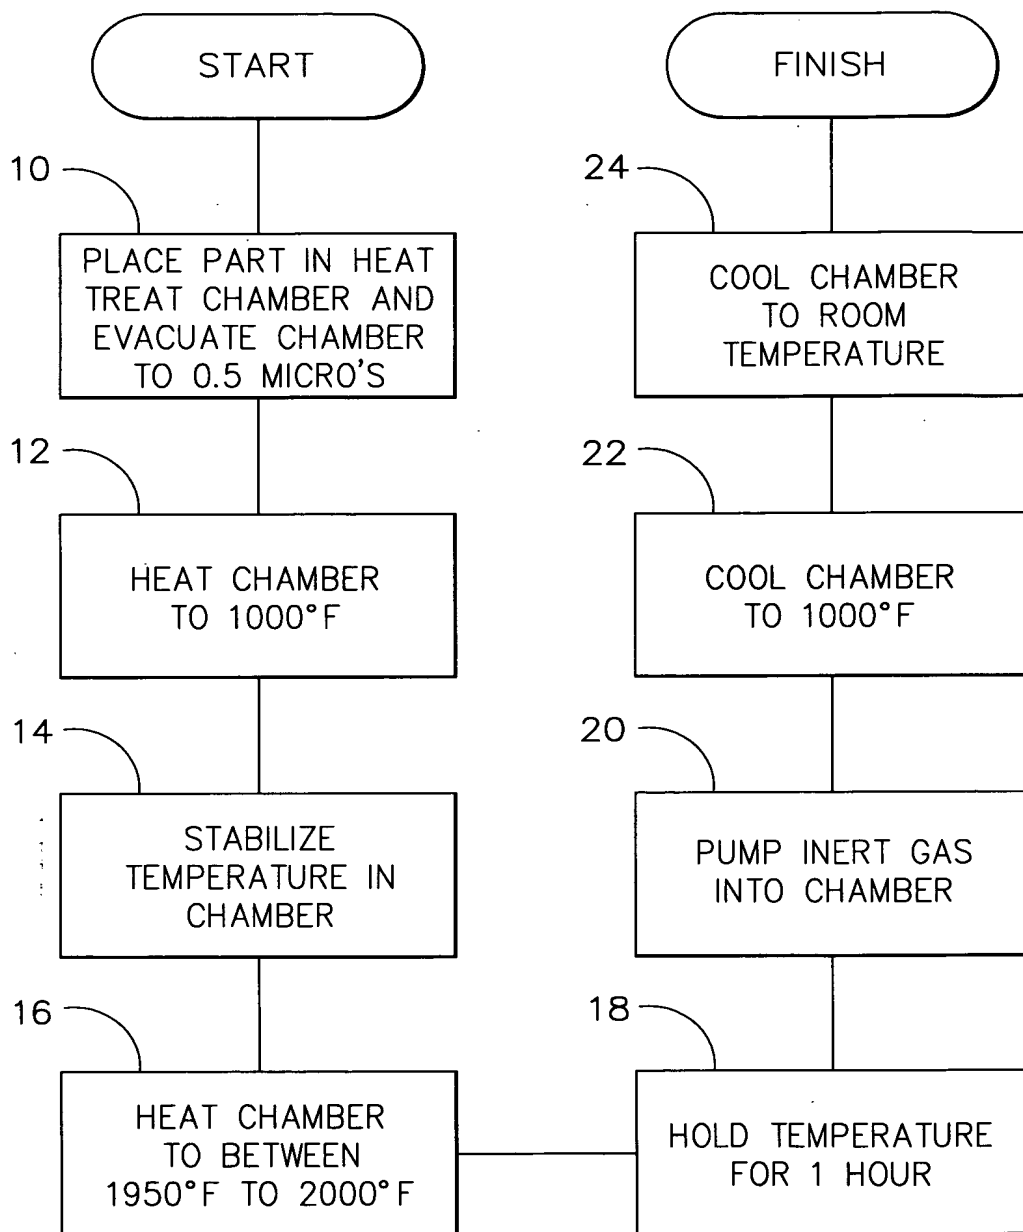 START
10
PLACE PART IN HEAT
TREAT CHAMBER AND
EVACUATE CHAMBER
TO 0.5 MICRO'S
12
HEAT CHAMBER
TO 1000°F
14
STABILIZE
TEMPERATURE IN
CHAMBER
16
HEAT CHAMBER
TO BETWEEN
1950°F TO 2000°F
18
HOLD TEMPERATURE
FOR 1 HOUR
20
PUMP INERT GAS
INTO CHAMBER
22
COOL CHAMBER
TO 1000°F
24
COOL CHAMBER
TO ROOM
TEMPERATURE
FINISH